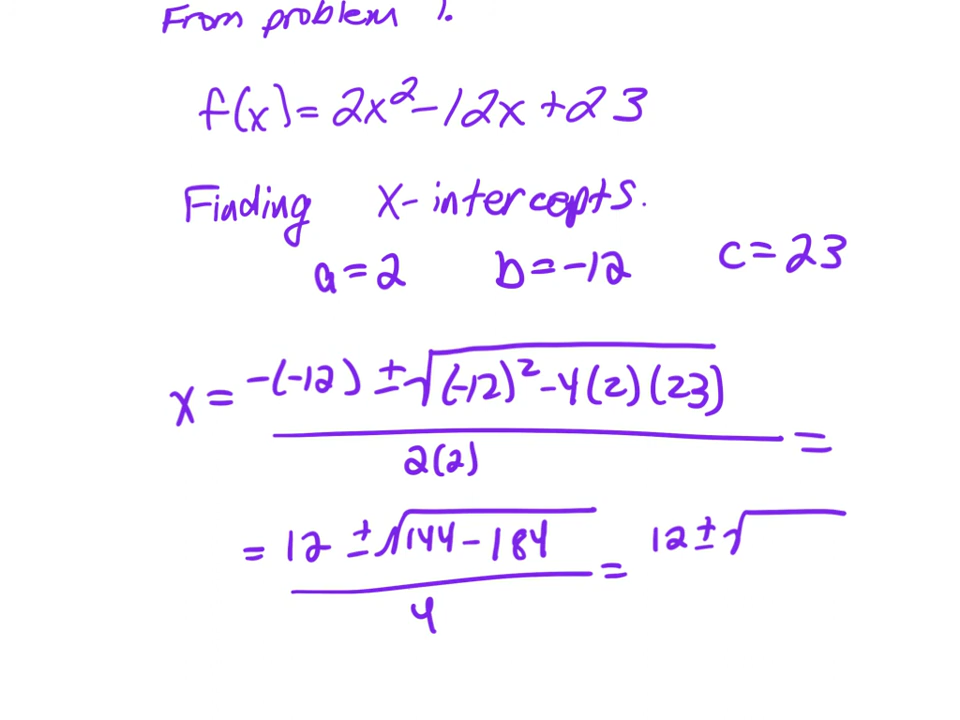 From problem 1.
f(x)= 2x²-12x+23
Finding x-intercepts.
a=2 b=-12 c=23
x= -(-12) ±√(-12)²-4(2)(23) / 2(2) =
= 12 ±√144-184 / 4 = 12±√